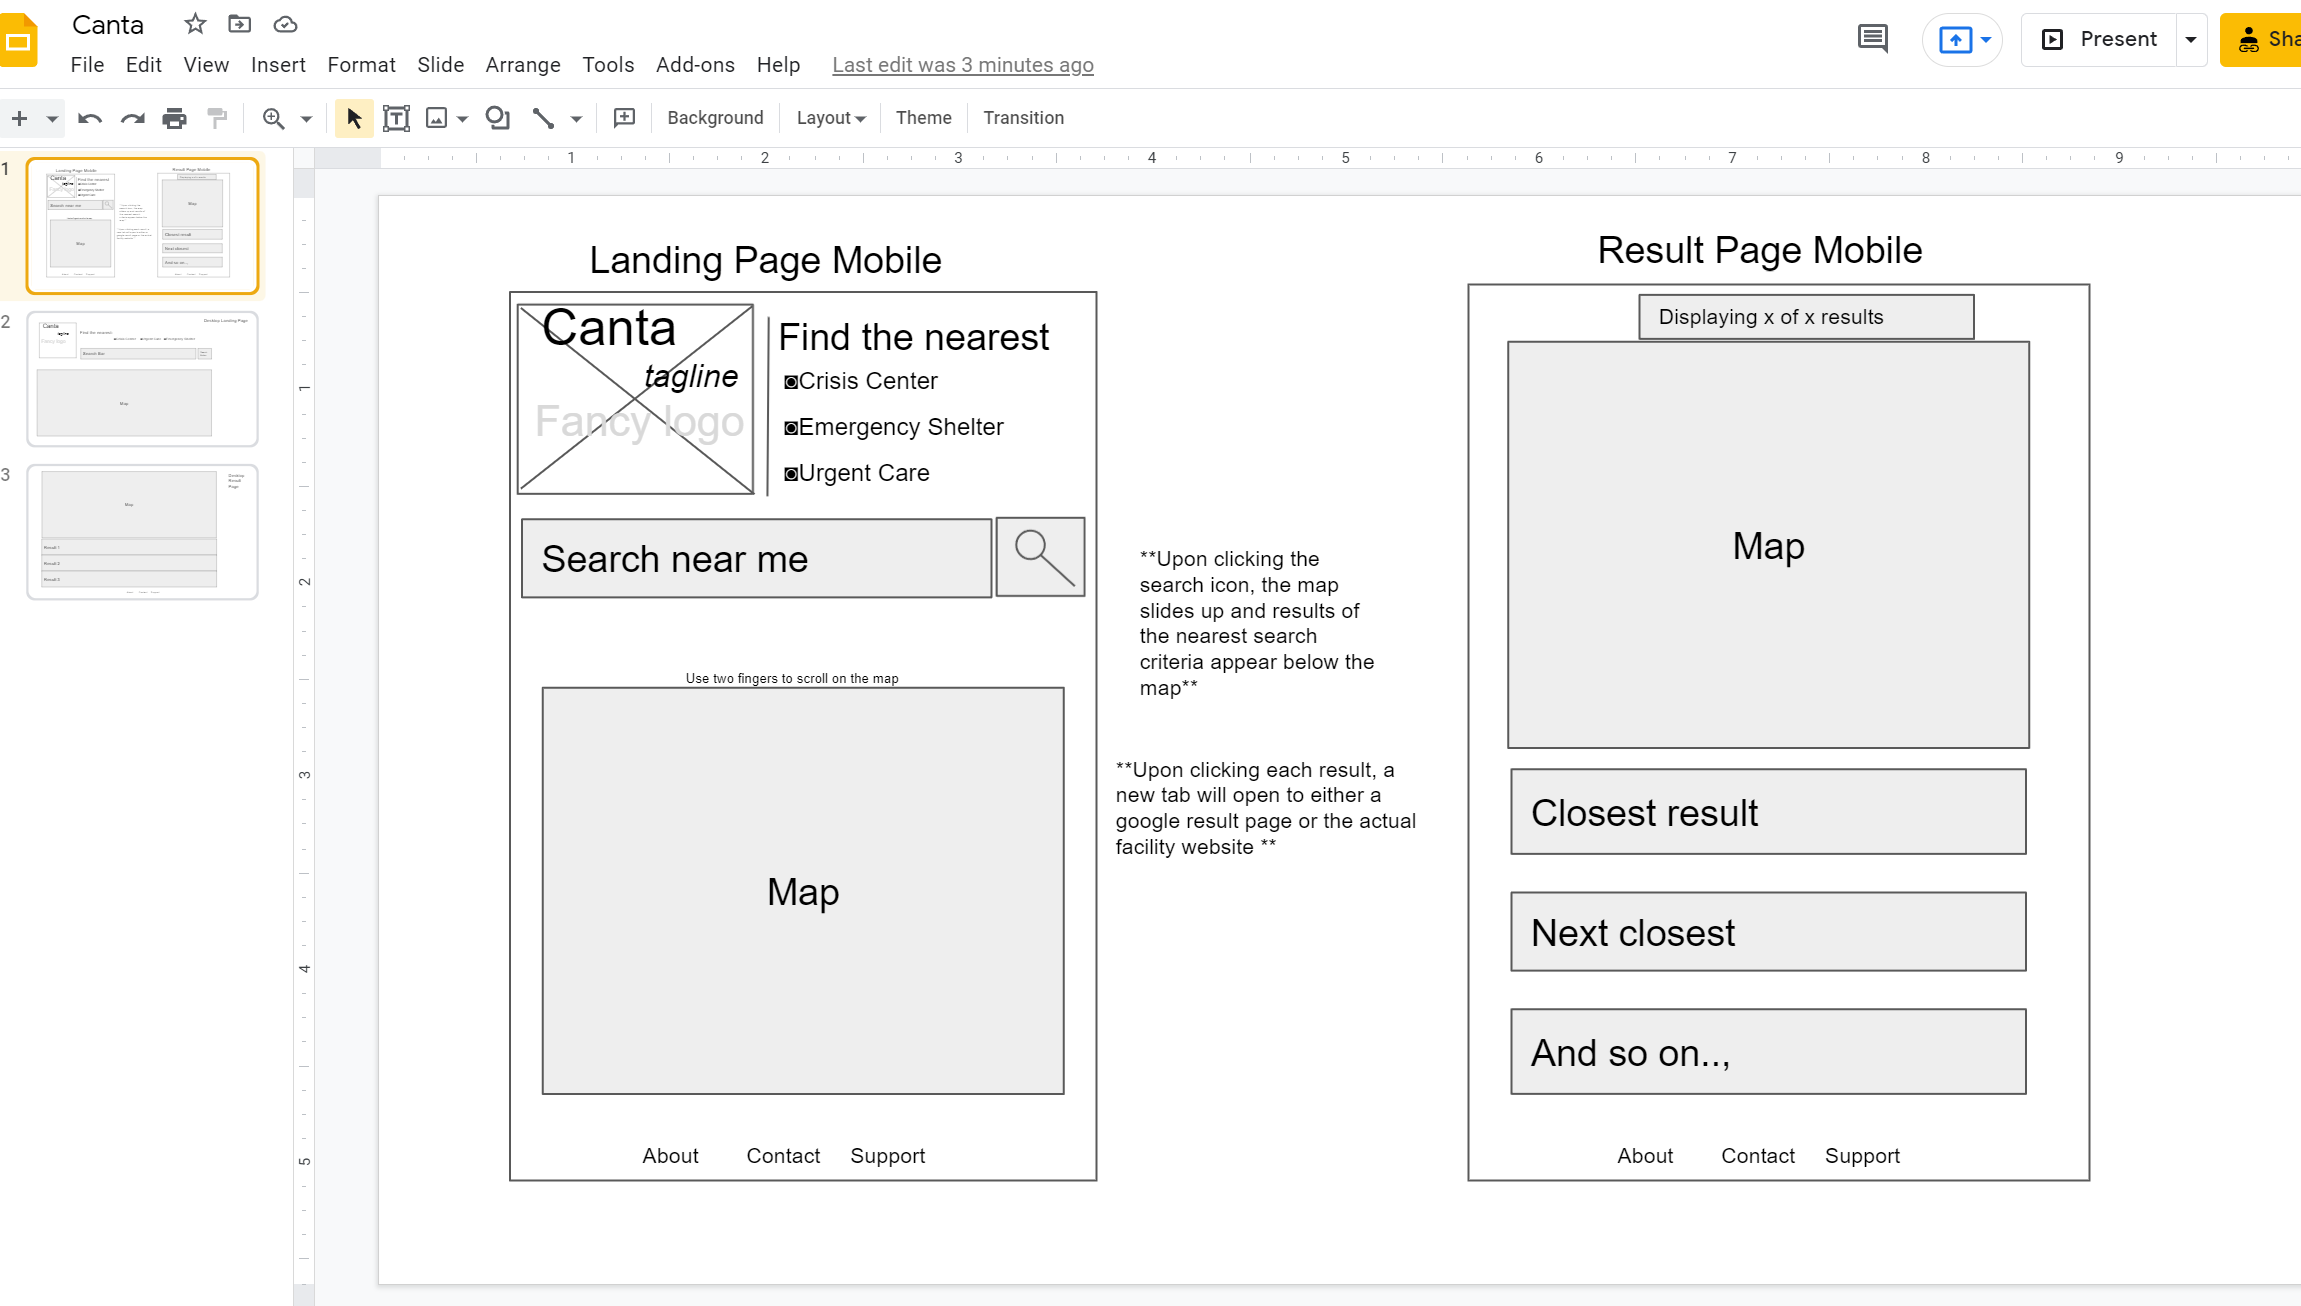 Canta
File Edit View Insert Format Slide Arrange Tools Add-ons Help Last edit was 3 minutes ago
Present
Background Layout Theme Transition
1 2 3 4 5 6 7 8 9
1
2
3
1
2
3
4
5
Landing Page Mobile
Canta
tagline
Fancy logo
Find the nearest
Crisis Center
Emergency Shelter
Urgent Care
Search near me
Use two fingers to scroll on the map
Map
About Contact Support
**Upon clicking the
search icon, the map
slides up and results of
the nearest search
criteria appear below the
map**
**Upon clicking each result, a
new tab will open to either a
google result page or the actual
facility website **
Result Page Mobile
Displaying x of x results
Map
Closest result
Next closest
And so on..,
About Contact Support